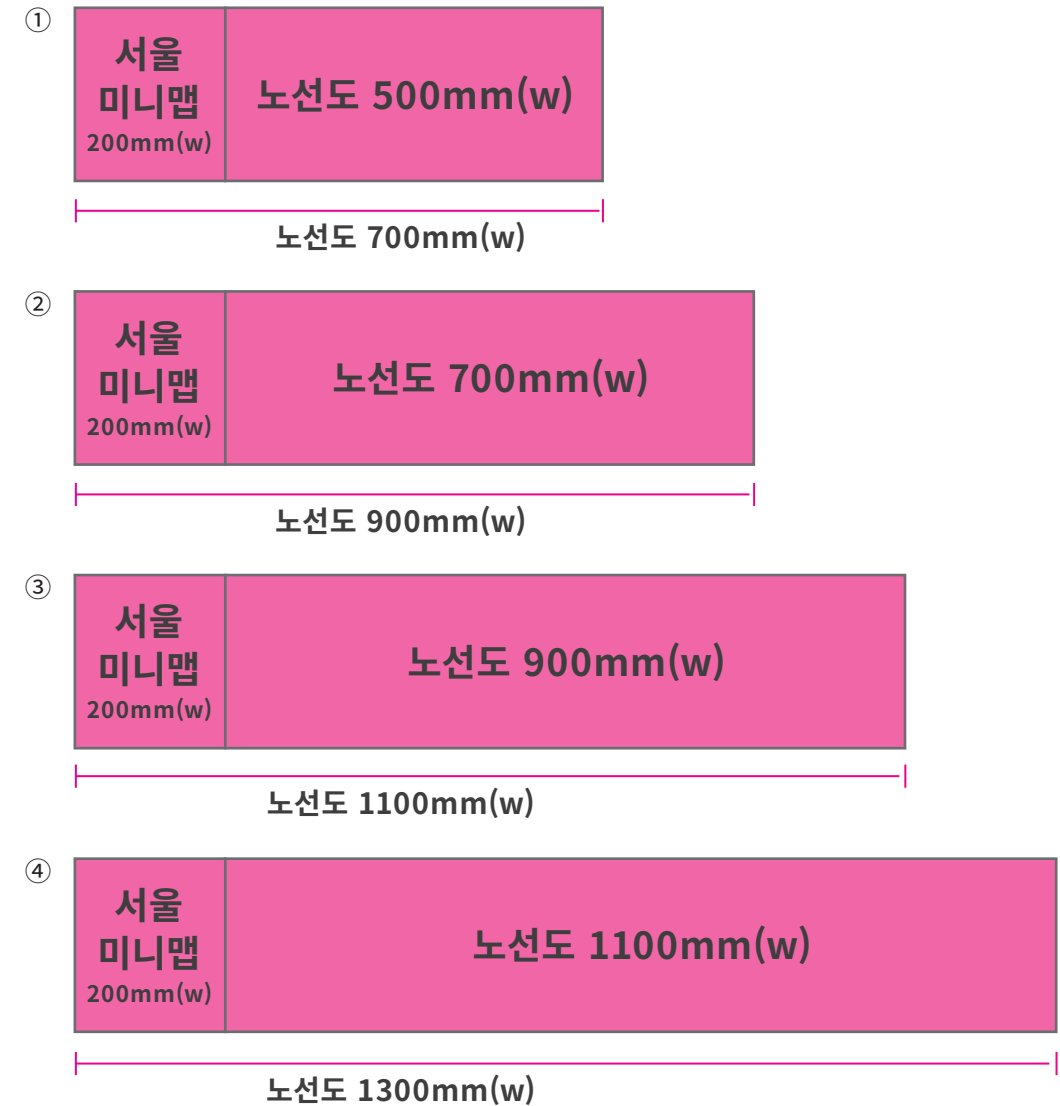 ①
서울
미니맵
200mm(w)
노선도 500mm(w)
노선도 700mm(w)
②
서울
미니맵
200mm(w)
노선도 700mm(w)
노선도 900mm(w)
③
서울
미니맵
200mm(w)
노선도 900mm(w)
노선도 1100mm(w)
④
서울
미니맵
200mm(w)
노선도 1100mm(w)
노선도 1300mm(w)